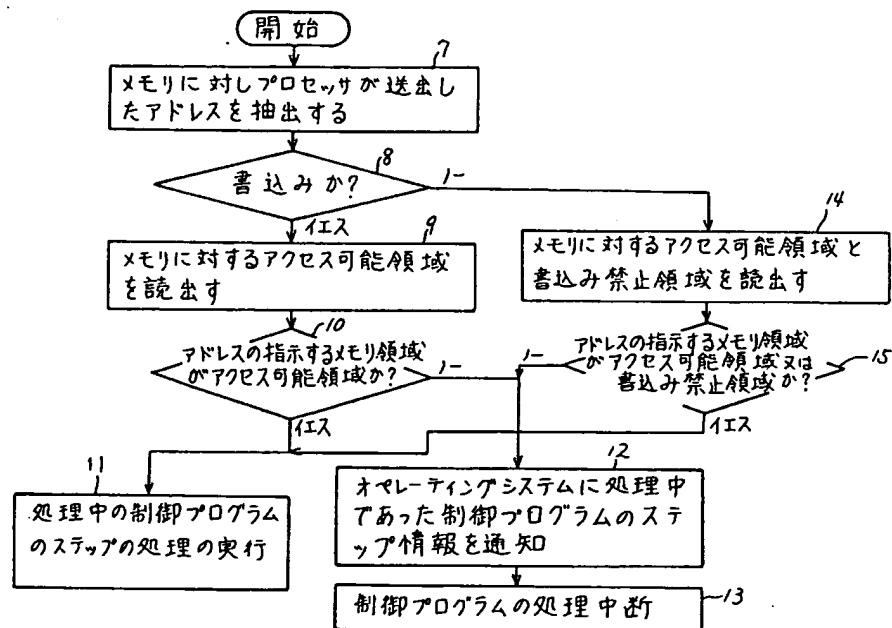 開始
7
メモリに対しプロセッサが送出し
たアドレスを抽出する
8
書込みか?
ノー
イエス
9
メモリに対するアクセス可能領域
を読出す
14
メモリに対するアクセス可能領域と
書込み禁止領域を読出す
10
アドレスの指示するメモリ領域
がアクセス可能領域か?
ノー
イエス
ノー
アドレスの指示するメモリ領域
がアクセス可能領域又は
書込み禁止領域か?
15
イエス
11
処理中の制御プログラム
のステップの処理の実行
12
オペレーティングシステムに処理中
であった制御プログラムのステ
ップ情報を通知
制御プログラムの処理中断
13